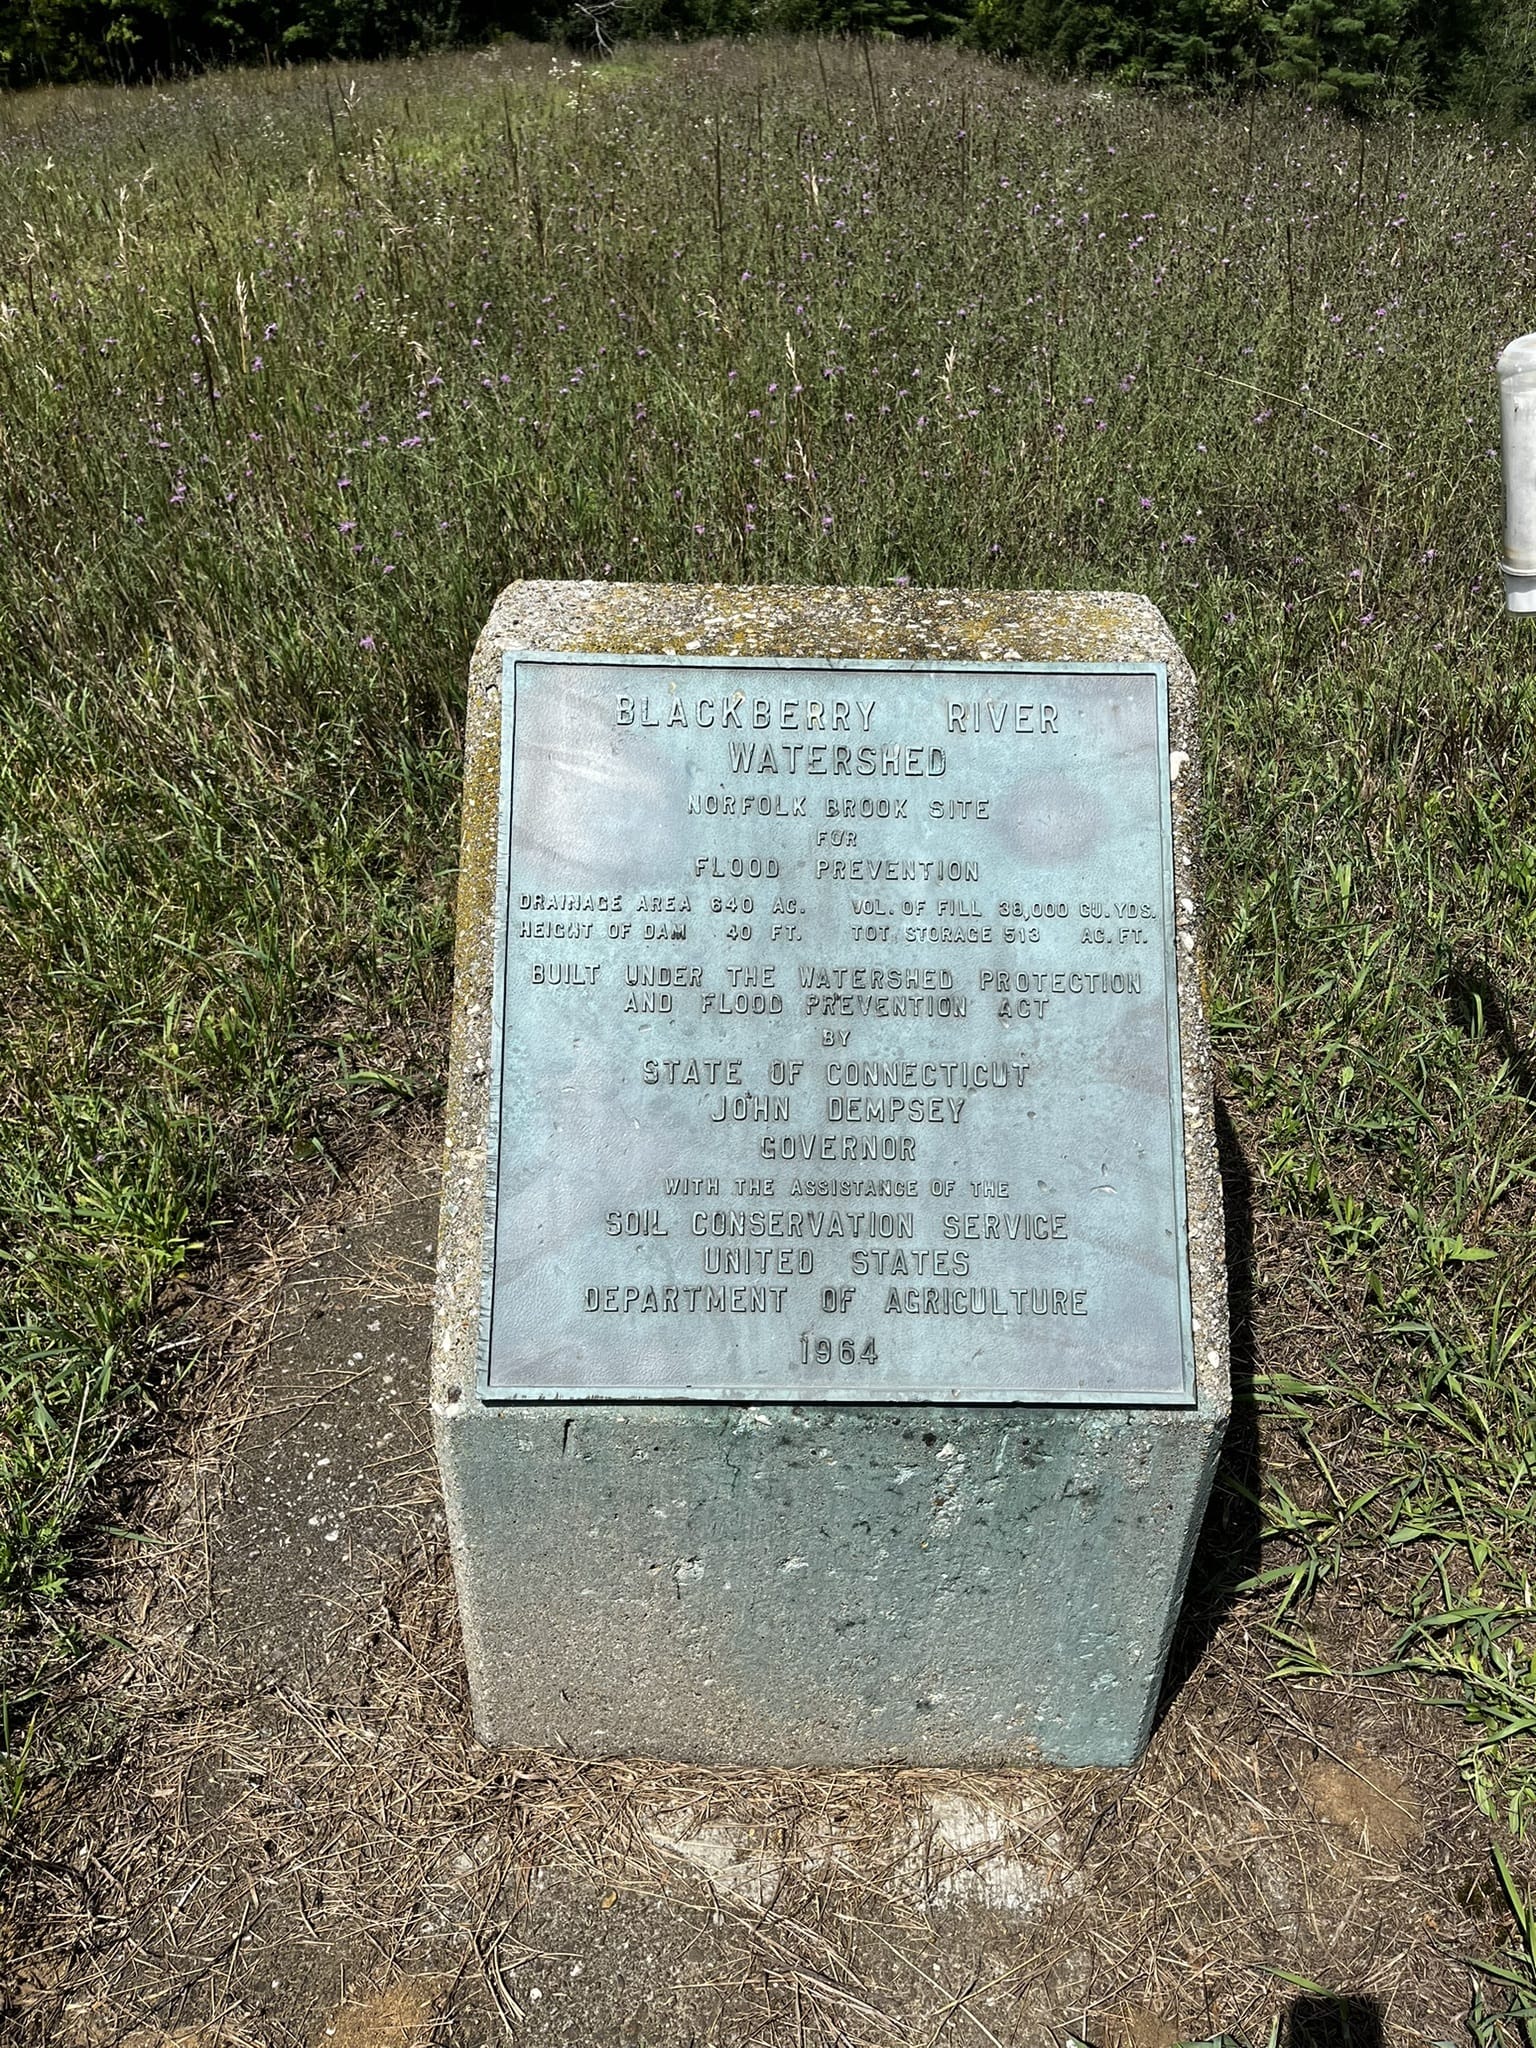 BLACKBERRY RIVER
WATERSHED
NORFOLK BROOK SITE
FOR
FLOOD PREVENTION
DRAINAGE AREA 640 AC. VOL. OF FILL 38,000 CU. YDS.
HEIGHT OF DAM 40 FT. TOT. STORAGE 513 AC. FT.
BUILT UNDER THE WATERSHED PROTECTION
AND FLOOD PREVENTION ACT
BY
STATE OF CONNECTICUT
JOHN DEMPSEY
GOVERNOR
WITH THE ASSISTANCE OF THE
SOIL CONSERVATION SERVICE
UNITED STATES
DEPARTMENT OF AGRICULTURE
1964